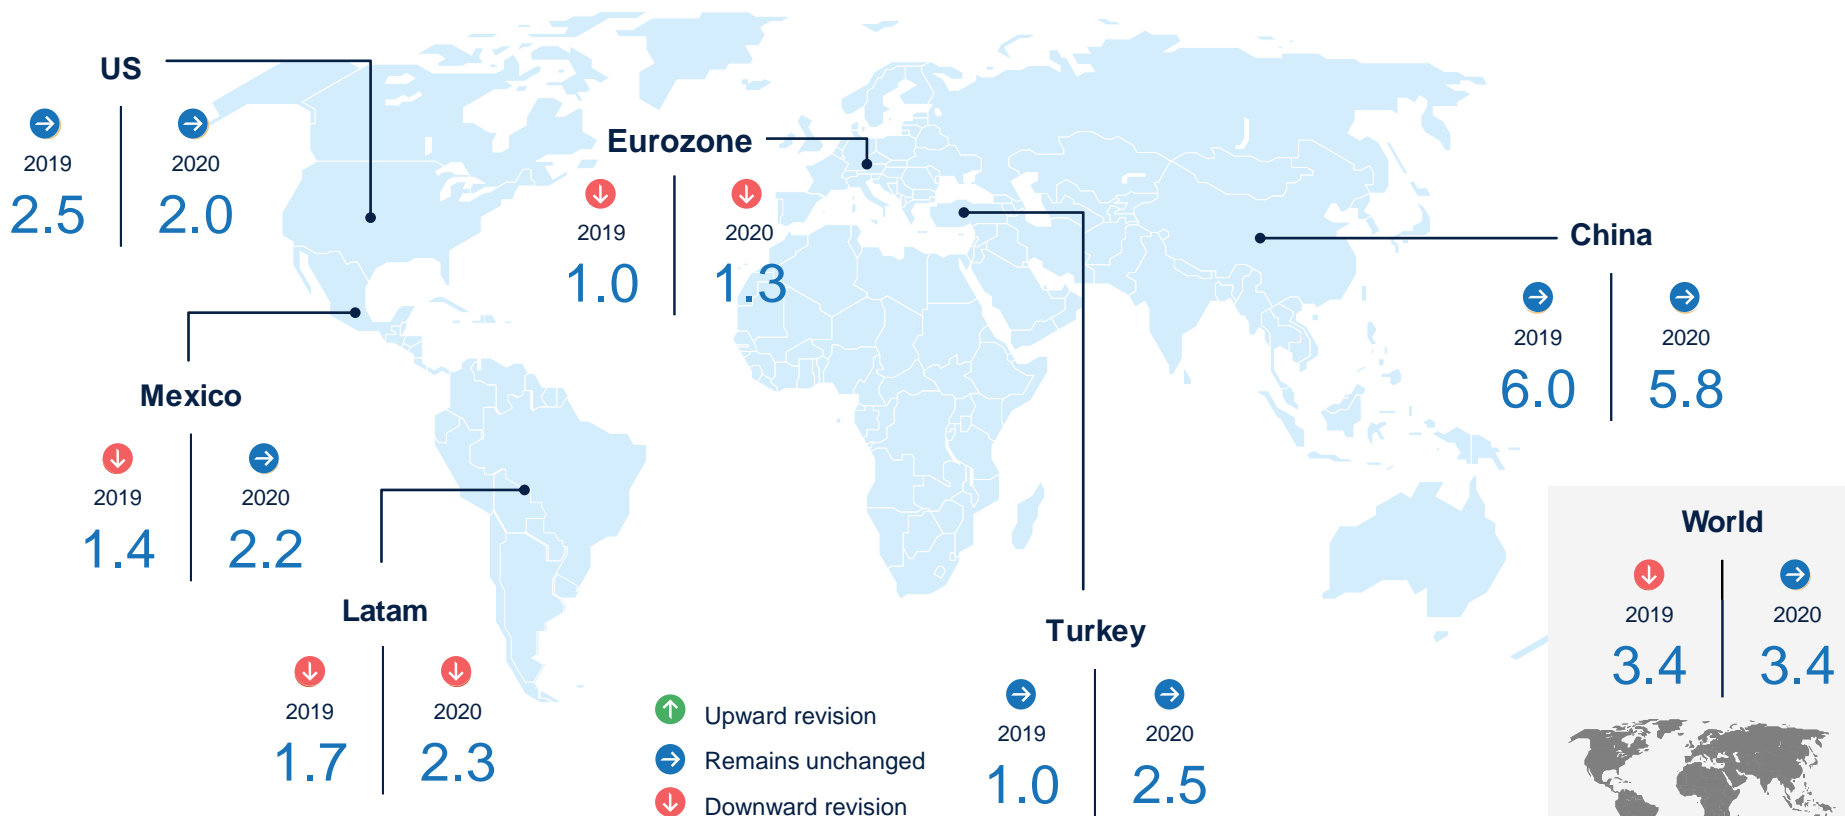 US
2019 2020
2.5 2.0
Eurozone
2019 2020
1.0 1.3
China
2019 2020
6.0 5.8
Mexico
2019 2020
1.4 2.2
Latam
2019 2020
1.7 2.3
Turkey
2019 2020
1.0 2.5
World
2019 2020
3.4 3.4
Upward revision
Remains unchanged
Downward revision